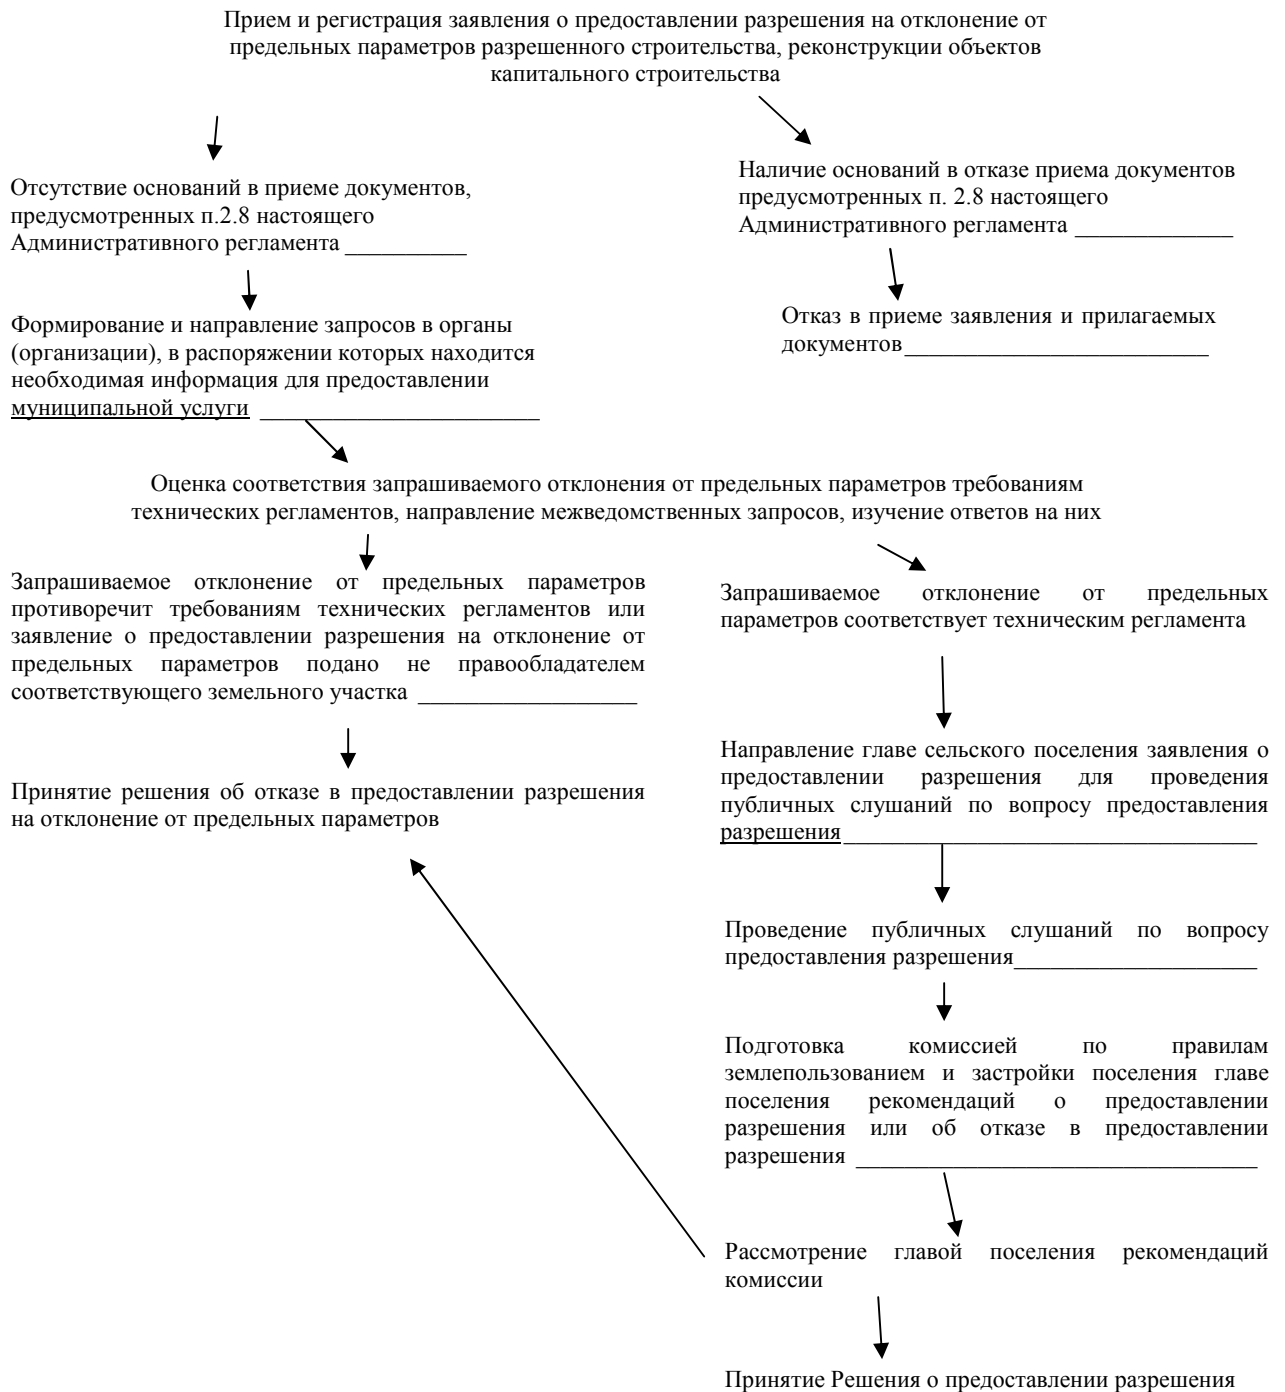 Прием и регистрация заявления о предоставлении разрешения на отклонение от
предельных параметров разрешенного строительства, реконструкции объектов
капитального строительства
Отсутствие оснований в приеме документов,
предусмотренных п.2.8 настоящего
Административного регламента __________
Наличие оснований в отказе приема документов
предусмотренных п. 2.8 настоящего
Административного регламента _____________
Формирование и направление запросов в органы
(организации), в распоряжении которых находится
необходимая информация для предоставлении
муниципальной услуги _______________________
Отказ в приеме заявления и прилагаемых
документов_________________________
Оценка соответствия запрашиваемого отклонения от предельных параметров требованиям
технических регламентов, направление межведомственных запросов, изучение ответов на них
Запрашиваемое отклонение от предельных параметров
противоречит требованиям технических регламентов или
заявление о предоставлении разрешения на отклонение от
предельных параметров подано не правообладателем
соответствующего земельного участка __________________
Запрашиваемое отклонение от предельных
параметров соответствует техническим регламента
Принятие решения об отказе в предоставлении разрешения
на отклонение от предельных параметров
Направление главе сельского поселения заявления о
предоставлении разрешения для проведения
публичных слушаний по вопросу предоставления
разрешения__________________________________
Проведение публичных слушаний по вопросу
предоставления разрешения____________________
Подготовка комиссией по правилам
землепользованием и застройки поселения главе
поселения рекомендаций о предоставлении
разрешения или об отказе в предоставлении
разрешения _________________________________
Рассмотрение главой поселения рекомендаций
комиссии
Принятие Решения о предоставлении разрешения